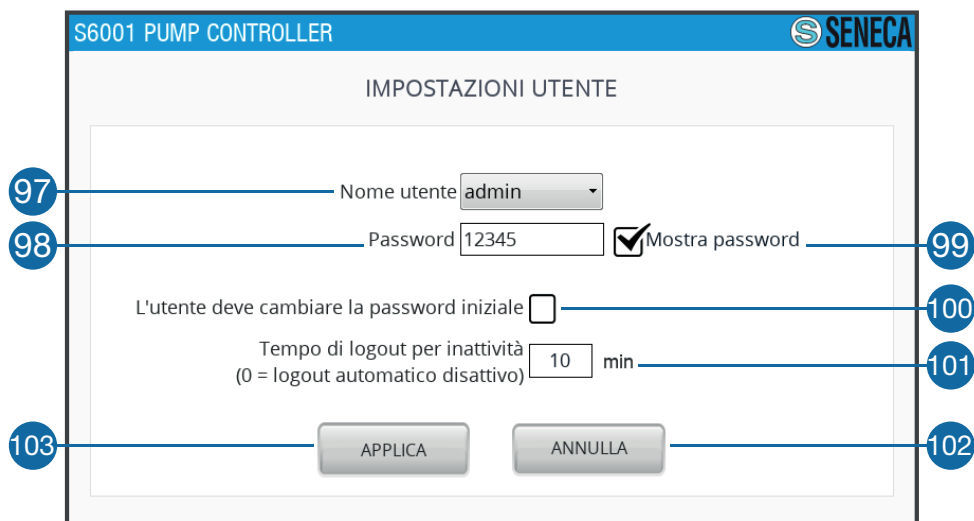 S6001 PUMP CONTROLLER
S SENECA
IMPOSTAZIONI UTENTE
97
Nome utente admin
98
Password 12345 Mostra password
99
L'utente deve cambiare la password iniziale
100
Tempo di logout per inattività
(0 = logout automatico disattivo) 10 min
101
103
APPLICA
ANNULLA
102